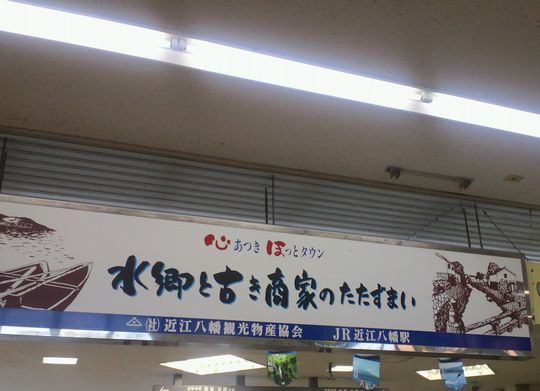 心あつき ほっとタウン
水郷と古き商家のたたずまい
(社)近江八幡観光物産協会 JR近江八幡駅